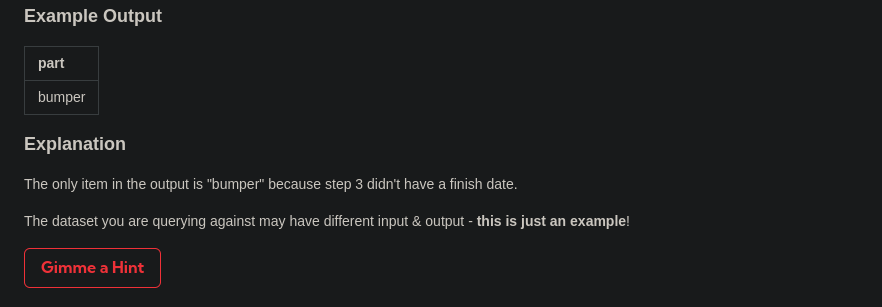 Example Output
part
bumper
Explanation
The only item in the output is "bumper" because step 3 didn't have a finish date.
The dataset you are querying against may have different input & output - this is just an example!
Gimme a Hint